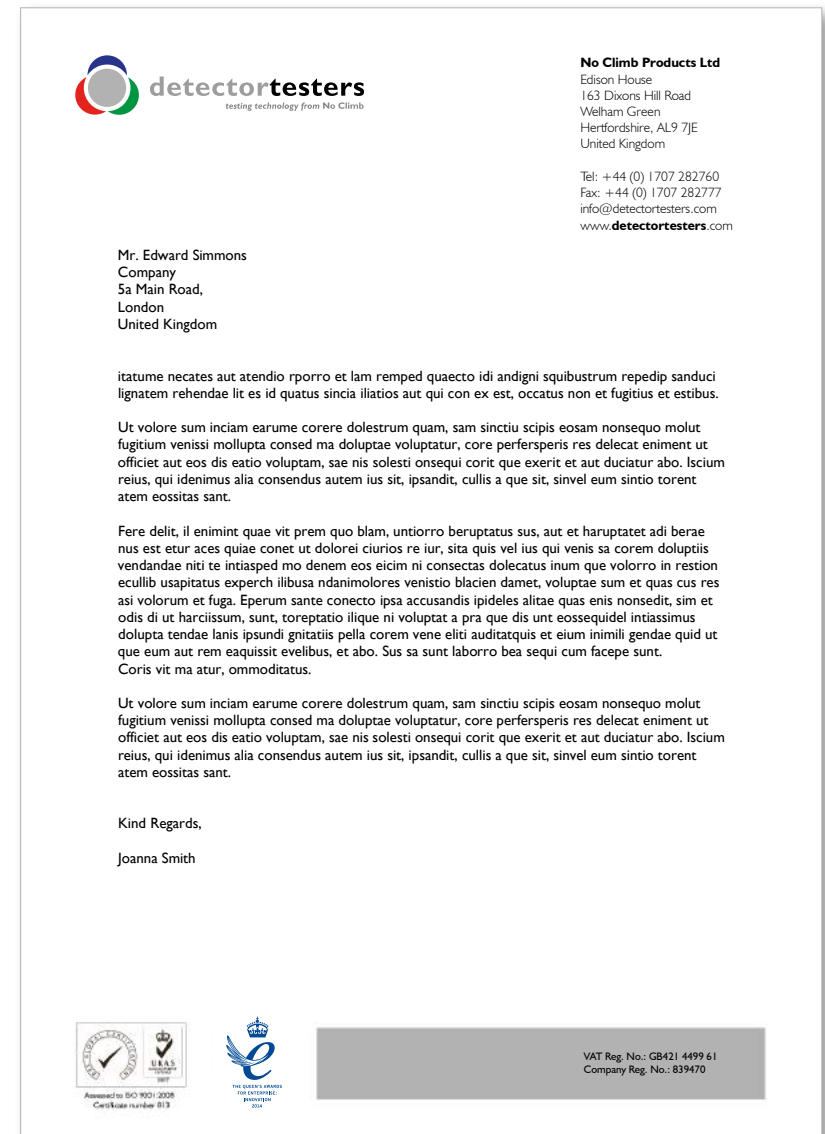 detectortesters
testing technology from No Climb
No Climb Products Ltd
Edison House
163 Dixons Hill Road
Welham Green
Hertfordshire, AL9 7JE
United Kingdom
Tel: +44 (0) 1707 282760
Fax: +44 (0) 1707 282777
info@detectortesters.com
www.detectortesters.com
Mr. Edward Simmons
Company
5a Main Road,
London
United Kingdom
itatume necates aut atendio rporro et lam remped quaecto idi andigni squibustrum repedip sanduci
lignatem rehendae lit es id quatus sincia iliatios aut qui con ex est, occatus non et fugitius et estibus.
Ut volore sum inciam earume corere dolestrum quam, sam sinctiu scipis eosam nonsequo molut
fugitium venissi mollupta consed ma doluptae voluptatur, core perfersperis res delecat eniment ut
officiet aut eos dis eatio voluptam, sae nis solesti onsequi corit que exerit et aut duciatur abo. Iscium
reius, qui idenimus alia consendus autem ius sit, ipsandit, cullis a que sit, sinvel eum sintio torent
atem eossitas sant.
Fere delit, il enimint quae vit prem quo blam, untiorro beruptatus sus, aut et haruptatet adi berae
nus est etur aces quiae conet ut dolorei ciurios re iur, sita quis vel ius qui venis sa corem doluptiis
vendandae niti te intiasped mo denem eos eicim ni consectas dolecatus inum que volorro in restion
ecullib usapitatus experch ilibusa ndanimolores venistio blacien damet, voluptae sum et quas cus res
asi volorum et fuga. Eperum sante conecto ipsa accusandis ipideles alitae quas enis nonsedit, sim et
odis di ut harciissum, sunt, toreptatio ilique ni voluptat a pra que dis unt eossequidel intiassimus
dolupta tendae lanis ipsundi gnitatiis pella corem vene eliti auditatquis et eium inimili gendae quid ut
que eum aut rem eaquissit evelibus, et abo. Sus sa sunt laborro bea sequi cum facepe sunt.
Coris vit ma atur, ommoditatus.
Ut volore sum inciam earume corere dolestrum quam, sam sinctiu scipis eosam nonsequo molut
fugitium venissi mollupta consed ma doluptae voluptatur, core perfersperis res delecat eniment ut
officiet aut eos dis eatio voluptam, sae nis solesti onsequi corit que exerit et aut duciatur abo. Iscium
reius, qui idenimus alia consendus autem ius sit, ipsandit, cullis a que sit, sinvel eum sintio torent
atem eossitas sant.
Kind Regards,
Joanna Smith
UKAS
Assessed to ISO 9001:2008
Certificate number 813
THE QUEEN'S AWARDS
FOR ENTERPRISE:
INNOVATION
2014
VAT Reg. No.: GB421 4499 61
Company Reg. No.: 839470